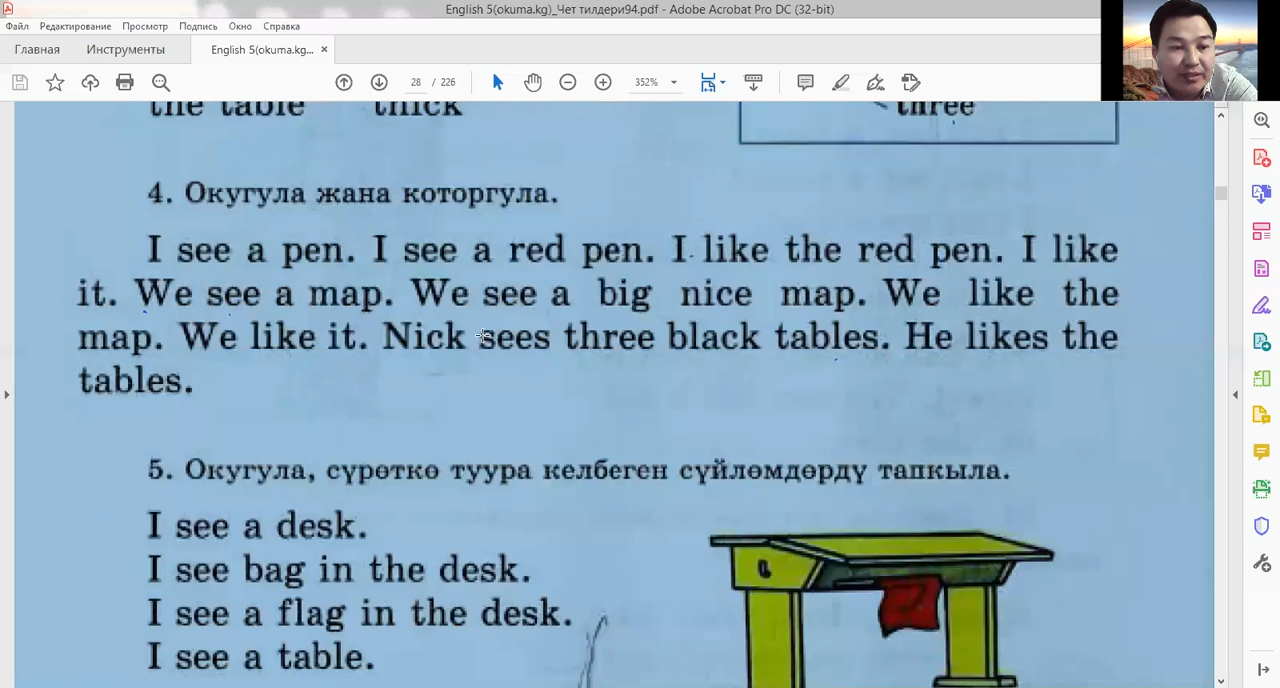 English 5(okuma.kg)_Чет тилдери94.pdf - Adobe Acrobat Pro DC (32-bit)
Файл Редактирование Просмотр Подпись Окно Справка
Главная Инструменты English 5(okuma.kg... ×
28 / 226 352%
the table thick three
4. Окугула жана которгула.
I see a pen. I see a red pen. I like the red pen. I like
it. We see a map. We see a big nice map. We like the
map. We like it. Nick sees three black tables. He likes the
tables.
5. Окугула, сүрөткө туура келбеген сүйлөмдөрдү тапкыла.
I see a desk.
I see bag in the desk.
I see a flag in the desk.
I see a table.